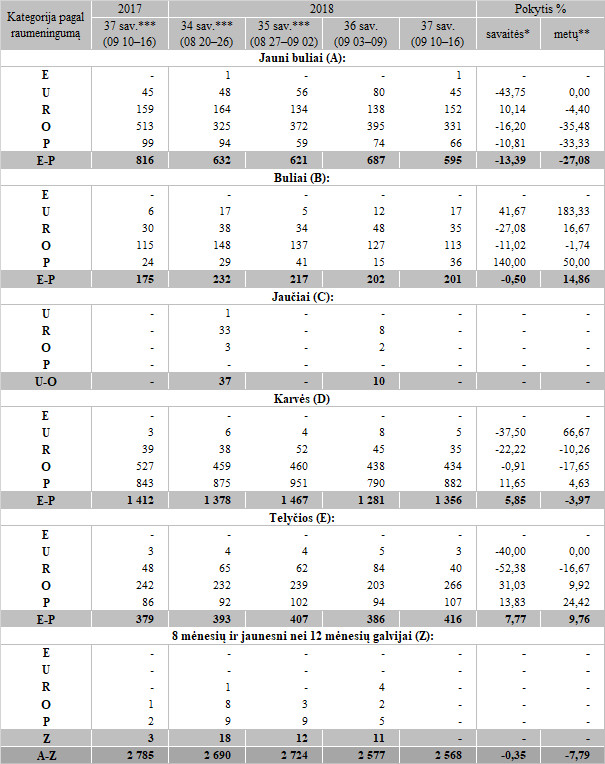 Kategorija pagal raumeningumą 2017 2018 Pokytis %
37 sav.*** (09 10–16) 34 sav.*** (08 20–26) 35 sav.*** (08 27–09 02) 36 sav. (09 03–09) 37 sav. (09 10–16) savaitės* metų**
Jauni buliai (A):
E - 1 - - 1 - -
U 45 48 56 80 45 -43,75 0,00
R 159 164 134 138 152 10,14 -4,40
O 513 325 372 395 331 -16,20 -35,48
P 99 94 59 74 66 -10,81 -33,33
E-P 816 632 621 687 595 -13,39 -27,08
Buliai (B):
E - - - - - - -
U 6 17 5 12 17 41,67 183,33
R 30 38 34 48 35 -27,08 16,67
O 115 148 137 127 113 -11,02 -1,74
P 24 29 41 15 36 140,00 50,00
E-P 175 232 217 202 201 -0,50 14,86
Jaučiai (C):
U - 1 - - - - -
R - 33 - 8 - - -
O - 3 - 2 - - -
P - - - - - - -
U-O - 37 - 10 - - -
Karvės (D)
E - - - - - - -
U 3 6 4 8 5 -37,50 66,67
R 39 38 52 45 35 -22,22 -10,26
O 527 459 460 438 434 -0,91 -17,65
P 843 875 951 790 882 11,65 4,63
E-P 1 412 1 378 1 467 1 281 1 356 5,85 -3,97
Telyčios (E):
E - - - - - - -
U 3 4 4 5 3 -40,00 0,00
R 48 65 62 84 40 -52,38 -16,67
O 242 232 239 203 266 31,03 9,92
P 86 92 102 94 107 13,83 24,42
E-P 379 393 407 386 416 7,77 9,76
8 mėnesių ir jaunesni nei 12 mėnesių galvijai (Z):
E - - - - - - -
U - - - - - - -
R - 1 - 4 - - -
O 1 8 3 2 - - -
P 2 9 9 5 - - -
Z 3 18 12 11 - - -
A-Z 2 785 2 690 2 724 2 577 2 568 -0,35 -7,79